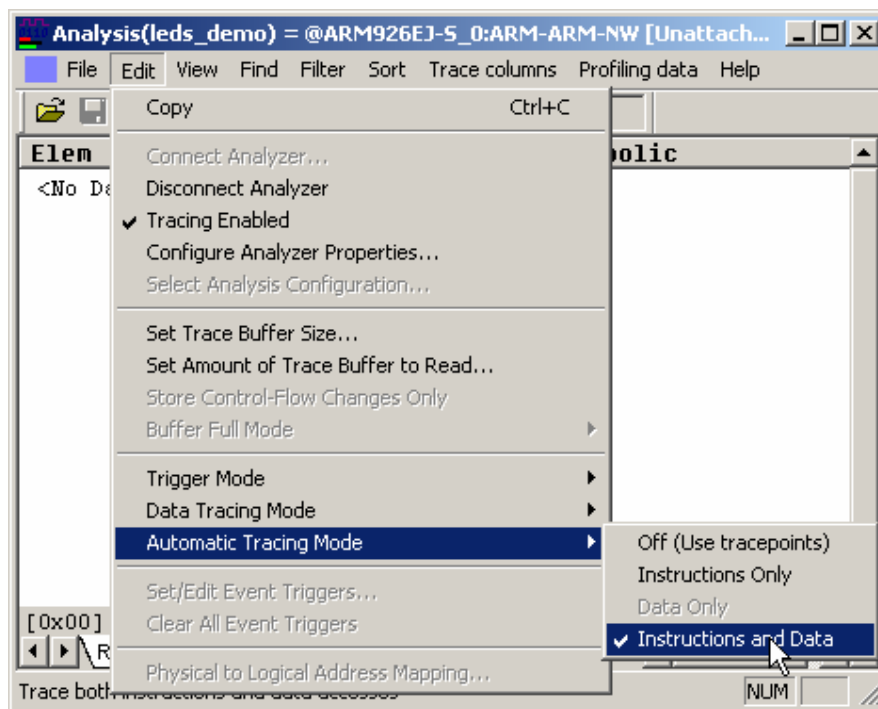 Analysis(leds_demo) = @ARM926EJ-S_0:ARM-ARM-NW [Unattach...
File Edit View Find Filter Sort Trace columns Profiling data Help
Copy Ctrl+C
Elem
olic
Connect Analyzer...
<No Da
Disconnect Analyzer
Tracing Enabled
Configure Analyzer Properties...
Select Analysis Configuration...
Set Trace Buffer Size...
Set Amount of Trace Buffer to Read...
Store Control-Flow Changes Only
Buffer Full Mode
Trigger Mode
Data Tracing Mode
Automatic Tracing Mode
Off (Use tracepoints)
Instructions Only
Data Only
Instructions and Data
Set/Edit Event Triggers...
[0x00]
Clear All Event Triggers
R
Physical to Logical Address Mapping...
Trace both instructions and data accesses
NUM